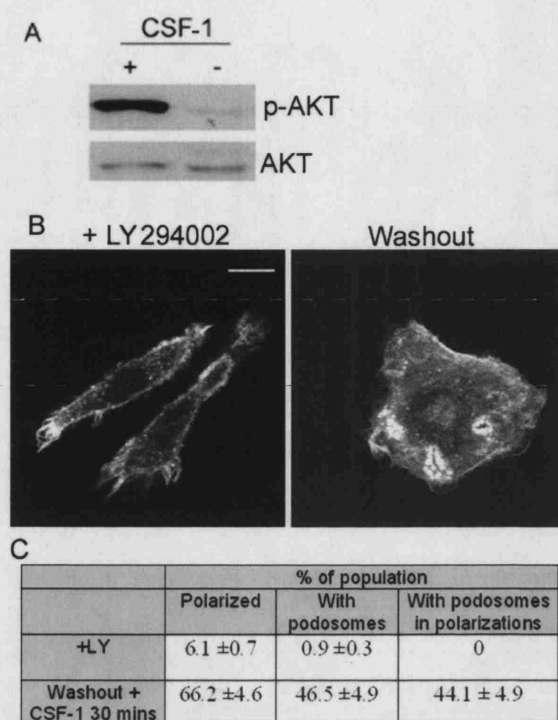 A
CSF-1
+ -
p-AKT
AKT
B
+ LY294002 Washout
C
% of population
Polarized With podosomes With podosomes in polarizations
+LY 6.1 ±0.7 0.9 ±0.3 0
Washout + CSF-1 30 mins 66.2 ±4.6 46.5 ±4.9 44.1 ± 4.9